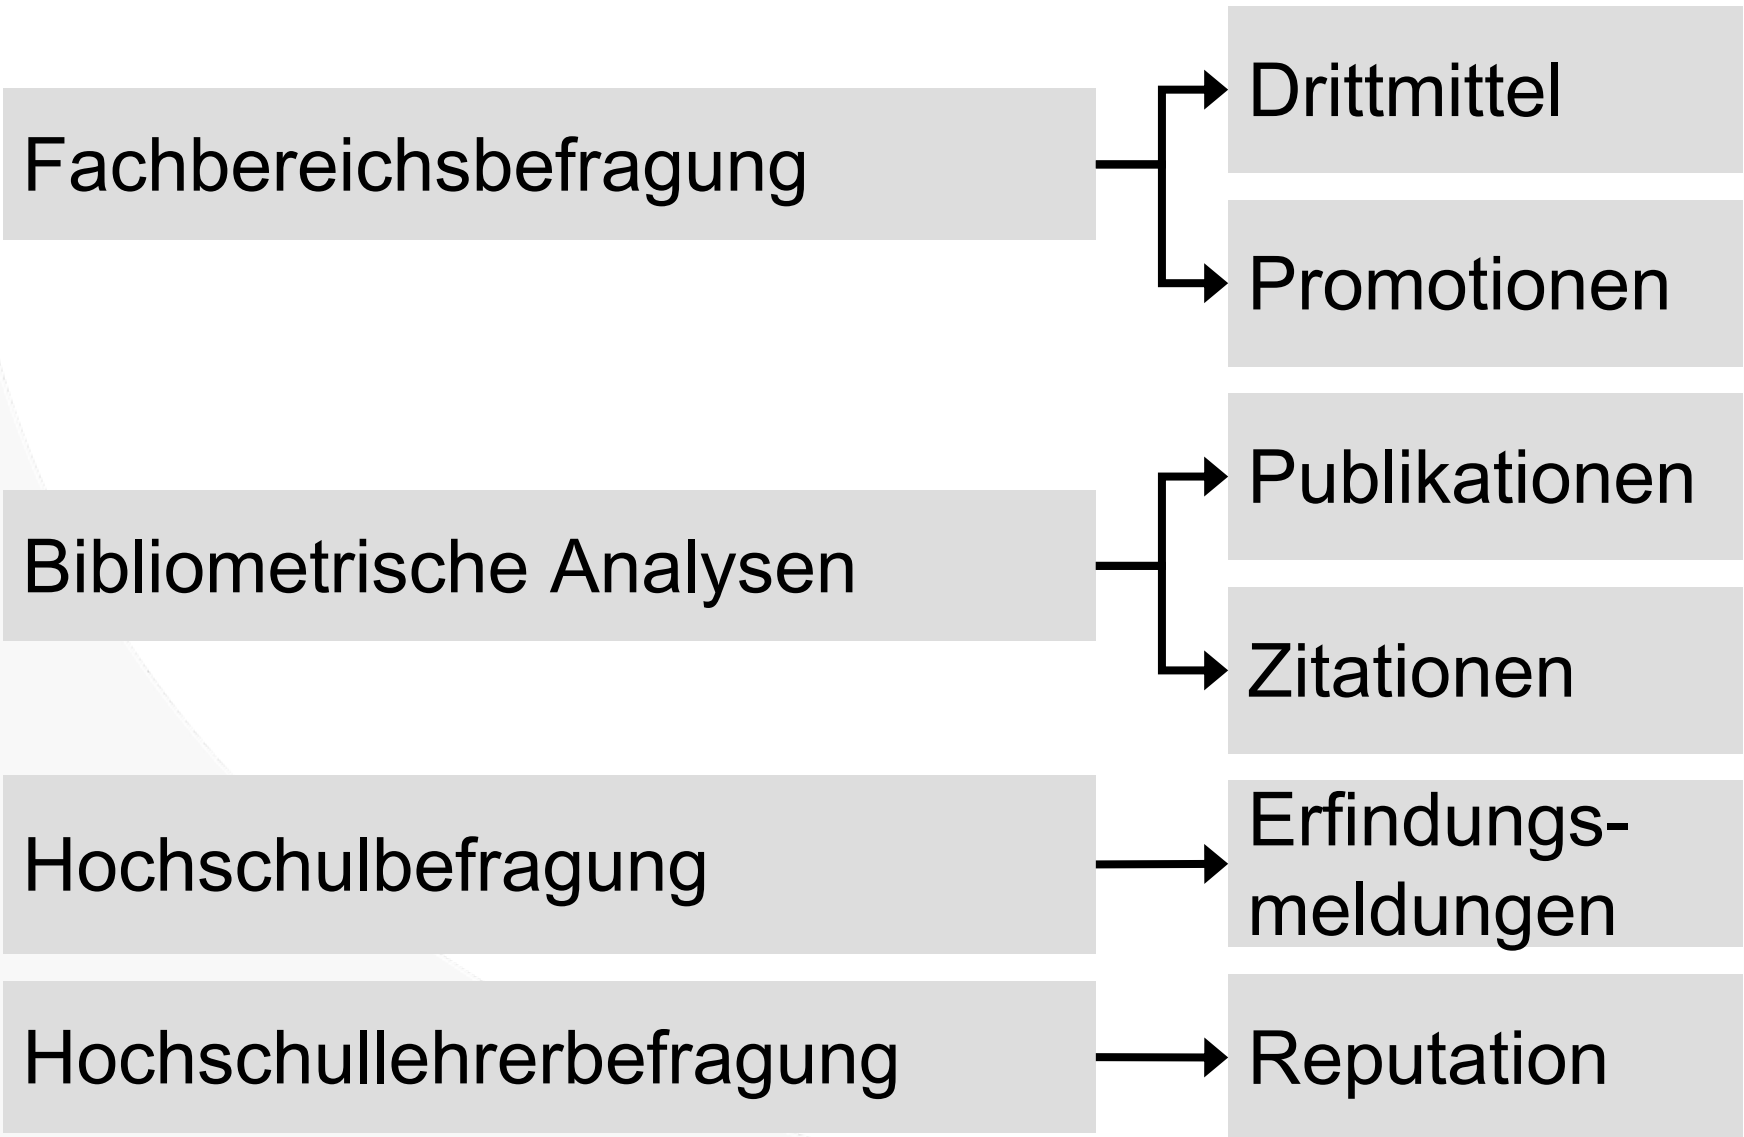 Fachbereichsbefragung
Drittmittel
Promotionen
Bibliometrische Analysen
Publikationen
Zitationen
Hochschulbefragung
Erfindungs-
meldungen
Hochschullehrerbefragung
Reputation